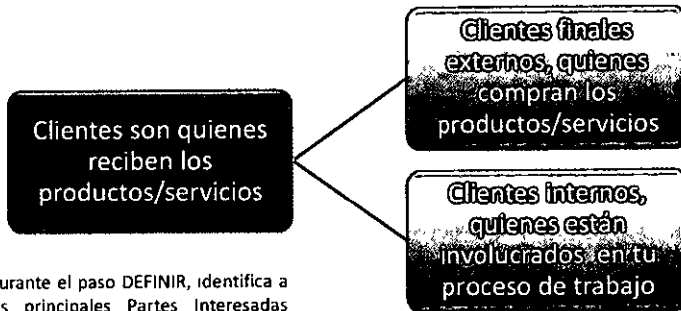 Clientes son quienes
reciben los
productos/servicios
Clientes finales
externos, quienes
compran los
productos/servicios
Clientes internos,
quienes están
involucrados en tu
proceso de trabajo
urante el paso DEFINIR, identifica a
s principales Partes Interesadas